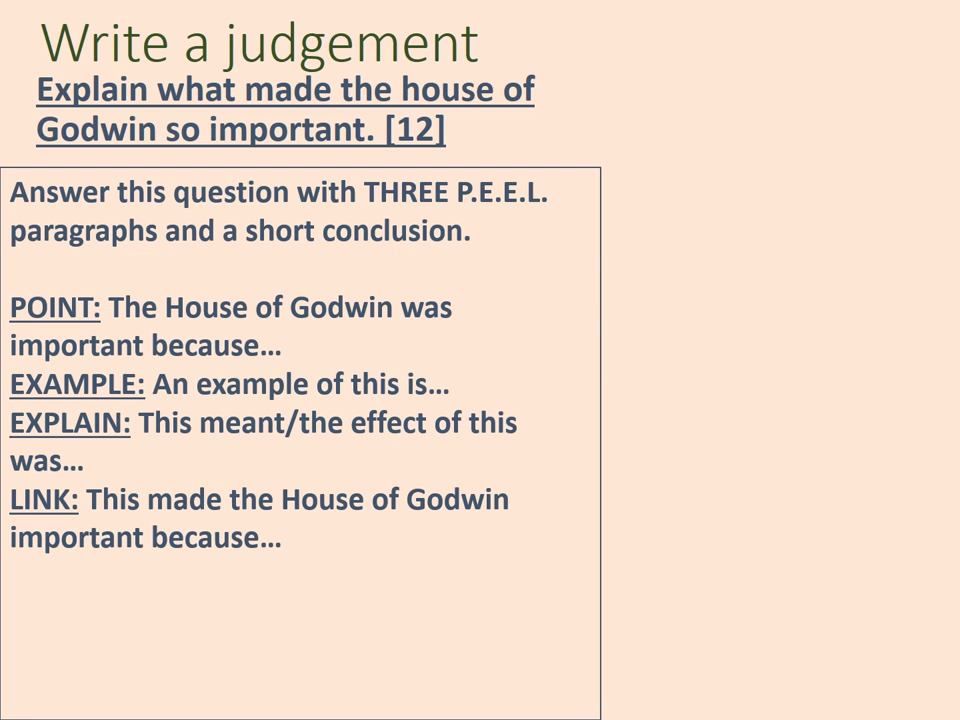 Write a judgement
Explain what made the house of
Godwin so important. [12]
Answer this question with THREE P.E.E.L.
paragraphs and a short conclusion.
POINT: The House of Godwin was
important because…
EXAMPLE: An example of this is…
EXPLAIN: This meant/the effect of this
was…
LINK: This made the House of Godwin
important because…